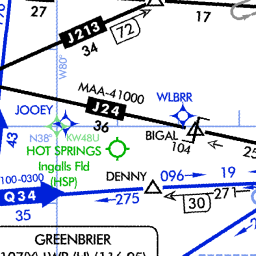 27
17
J213
34
72
W80°
MAA-41000
JOOEY
J24
36
WLBRR
N38°
KW48U
43
HOT SPRINGS
Ingalls Fld
(HSP)
BIGAL
104
25
100-0300
DENNY
096
19
Q34
275
30
271
35
GREENBRIER